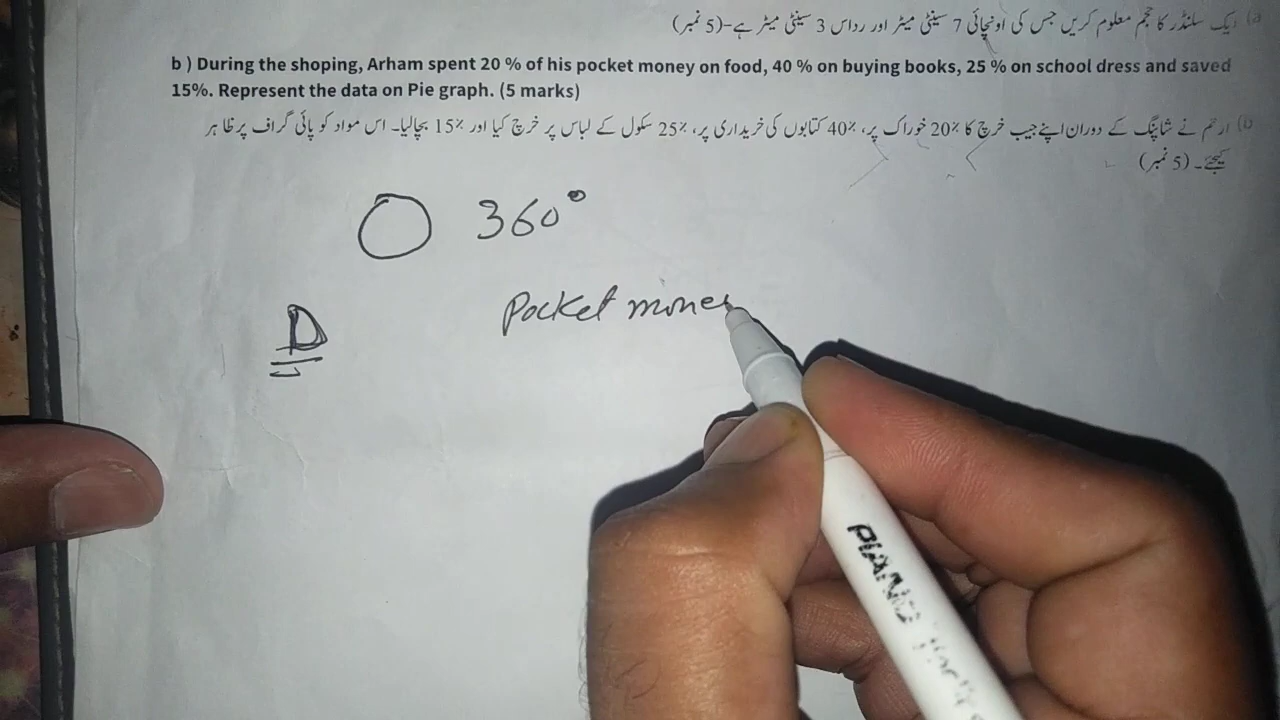 a) ایک سلنڈر کا حجم معلوم کریں جس کی اونچائی 7 سینٹی میٹر اور رداس 3 سینٹی میٹر ہے-(5 نمبر)
b ) During the shoping, Arham spent 20 % of his pocket money on food, 40 % on buying books, 25 % on school dress and saved
15%. Represent the data on Pie graph. (5 marks)
b) ارحم نے شاپنگ کے دوران اپنے جیب خرچ کا %20 خوراک پر، %40 کتابوں کی خریداری پر، %25 سکول کے لباس پر خرچ کیا اور %15 بچالیا۔ اس مواد کو پائی گراف پر ظاہر
کیجئے۔ (5 نمبر)
360°
D
Pocket money
PIANO